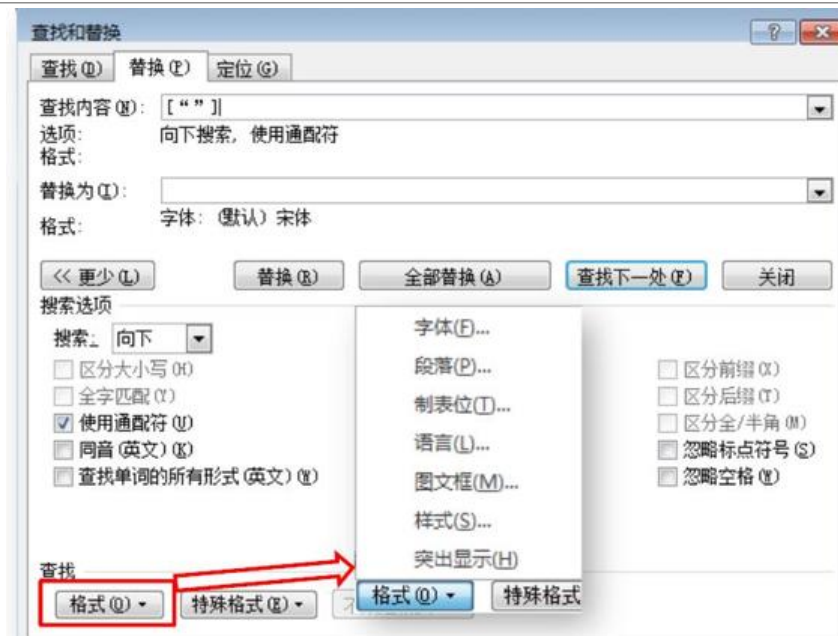 查找和替换
查找(D) 替换(P) 定位(G)
查找内容(N): [“”]
选项: 向下搜索, 使用通配符
格式:
替换为(I):
格式: 字体: (默认) 宋体
<< 更少(L) 替换(R) 全部替换(A) 查找下一处(F) 关闭
搜索选项
搜索: 向下
区分大小写(H)
全字匹配(Y)
使用通配符(U)
同音(英文)(K)
查找单词的所有形式(英文)(W)
字体(F)...
段落(P)...
制表位(T)...
语言(L)...
图文框(M)...
样式(S)...
突出显示(H)
区分前缀(X)
区分后缀(T)
区分全/半角(M)
忽略标点符号(S)
忽略空格(W)
查找
格式(O) 特殊格式(E) 格式(O) 特殊格式